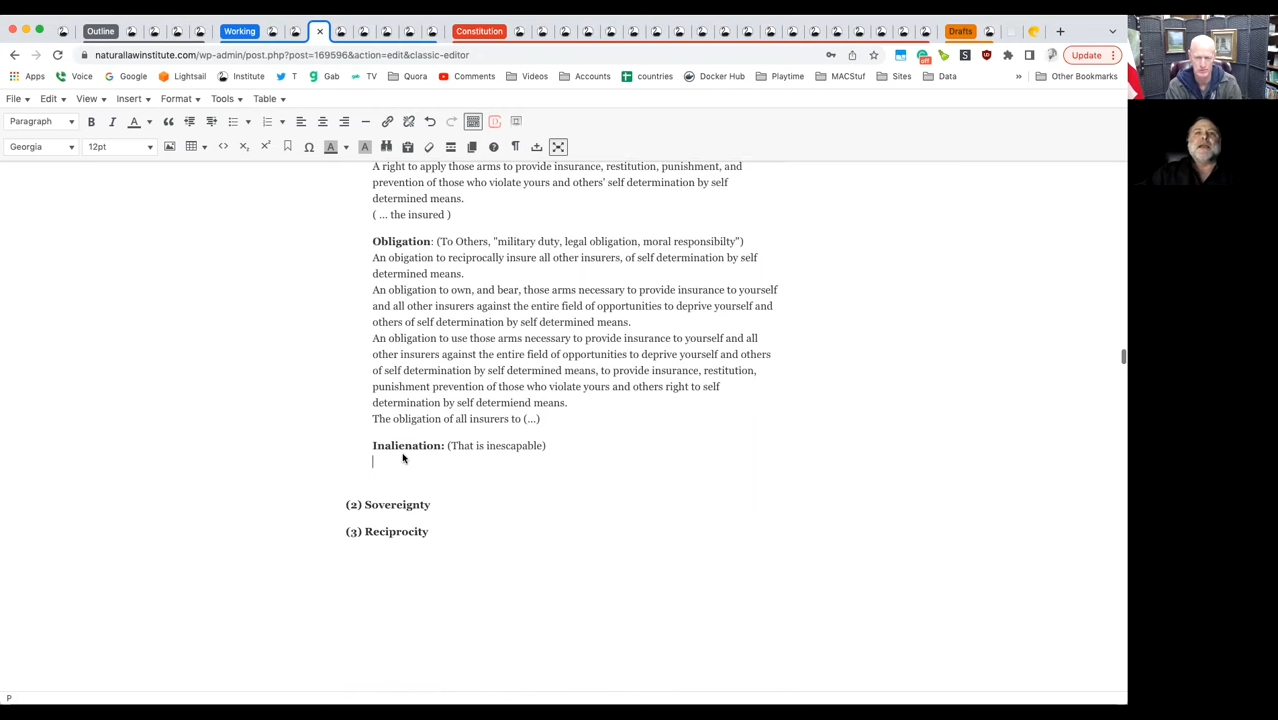 Outline
Working
Constitution
Drafts
naturallawinstitute.com/wp-admin/post.php?post=169596&action=edit&classic-editor
off
Update
Apps Voice Google Lightsail Institute T Gab TV Quora Comments Videos Accounts countries Docker Hub Playtime MACStuf Sites Data » Other Bookmarks
File Edit View Insert Format Tools Table
Paragraph B I A
Georgia 12pt A A
A right to apply those arms to provide insurance, restitution, punishment, and
prevention of those who violate yours and others' self determination by self
determined means.
( ... the insured )
Obligation: (To Others, "military duty, legal obligation, moral responsibilty")
An obigation to reciprocally insure all other insurers, of self determination by self
determined means.
An obligation to own, and bear, those arms necessary to provide insurance to yourself
and all other insurers against the entire field of opportunities to deprive yourself and
others of self determination by self determined means.
An obligation to use those arms necessary to provide insurance to yourself and all
other insurers against the entire field of opportunities to deprive yourself and others
of self determination by self determined means, to provide insurance, restitution,
punishment prevention of those who violate yours and others right to self
determination by self determiend means.
The obligation of all insurers to (...)
Inalienation: (That is inescapable)
(2) Sovereignty
(3) Reciprocity
P